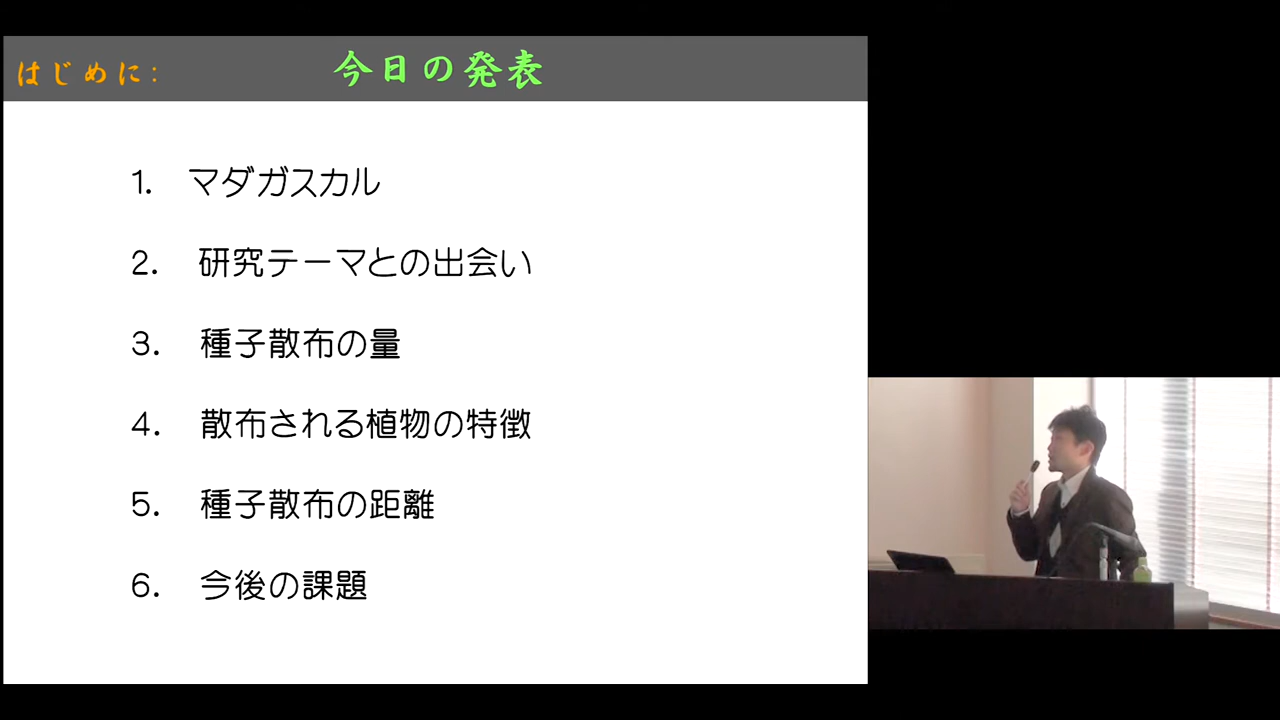 はじめに:
今日の発表
1. マダガスカル
2. 研究テーマとの出会い
3. 種子散布の量
4. 散布される植物の特徴
5. 種子散布の距離
6. 今後の課題